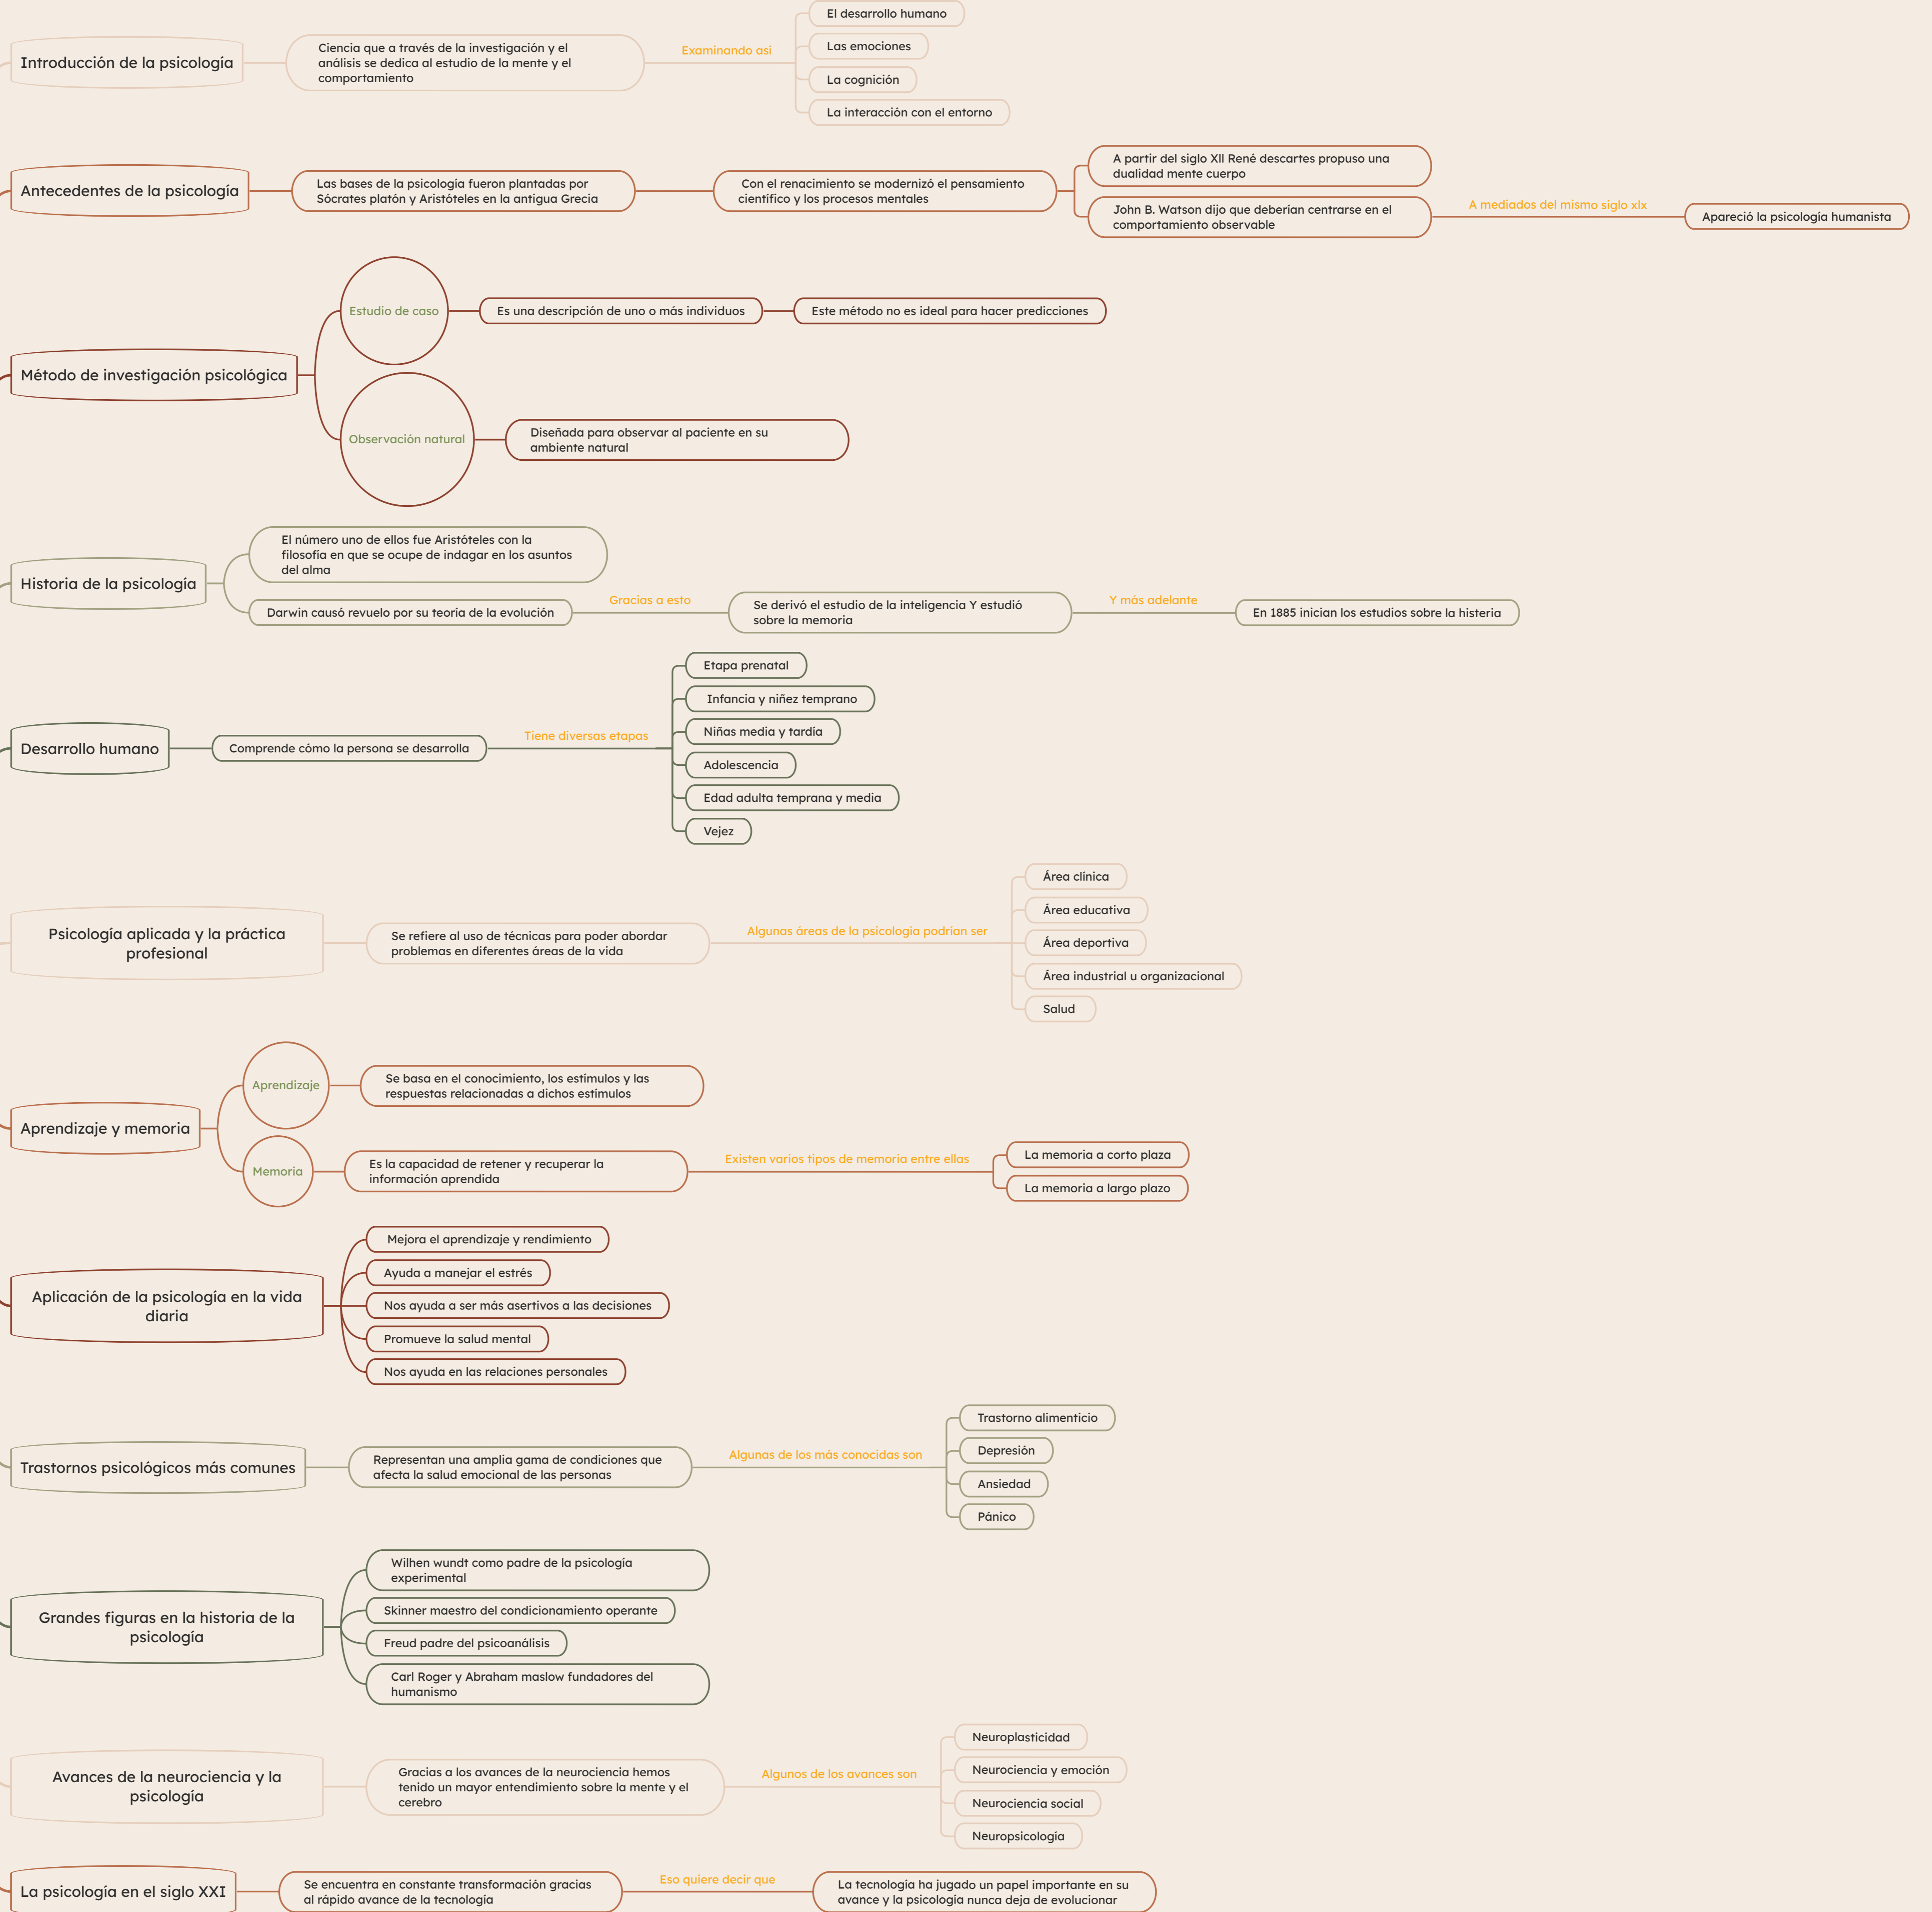 Introducción de la psicología
Ciencia que a través de la investigación y el
análisis se dedica al estudio de la mente y el
comportamiento
Examinando asi
El desarrollo humano
Las emociones
La cognición
La interacción con el entorno
Antecedentes de la psicología
Las bases de la psicología fueron plantadas por
Sócrates platón y Aristóteles en la antigua Grecia
Con el renacimiento se modernizó el pensamiento
científico y los procesos mentales
A partir del siglo Xll René descartes propuso una
dualidad mente cuerpo
John B. Watson dijo que deberían centrarse en el
comportamiento observable
A mediados del mismo siglo xlx
Apareció la psicología humanista
Método de investigación psicológica
Estudio de caso
Es una descripción de uno o más individuos
Este método no es ideal para hacer predicciones
Observación natural
Diseñada para observar al paciente en su
ambiente natural
Historia de la psicología
El número uno de ellos fue Aristóteles con la
filosofía en que se ocupe de indagar en los asuntos
del alma
Darwin causó revuelo por su teoría de la evolución
Gracias a esto
Se derivó el estudio de la inteligencia Y estudió
sobre la memoria
Y más adelante
En 1885 inician los estudios sobre la histeria
Desarrollo humano
Comprende cómo la persona se desarrolla
Tiene diversas etapas
Etapa prenatal
Infancia y niñez temprano
Niñas media y tardía
Adolescencia
Edad adulta temprana y media
Vejez
Psicología aplicada y la práctica
profesional
Se refiere al uso de técnicas para poder abordar
problemas en diferentes áreas de la vida
Algunas áreas de la psicologia podrian ser
Área clínica
Área educativa
Área deportiva
Área industrial u organizacional
Salud
Aprendizaje y memoria
Aprendizaje
Se basa en el conocimiento, los estímulos y las
respuestas relacionadas a dichos estímulos
Memoria
Es la capacidad de retener y recuperar la
información aprendida
Existen varios tipos de memoria entre ellas
La memoria a corto plaza
La memoria a largo plazo
Aplicación de la psicología en la vida
diaria
Mejora el aprendizaje y rendimiento
Ayuda a manejar el estrés
Nos ayuda a ser más asertivos a las decisiones
Promueve la salud mental
Nos ayuda en las relaciones personales
Trastornos psicológicos más comunes
Representan una amplia gama de condiciones que
afecta la salud emocional de las personas
Algunas de los más conocidas son
Trastorno alimenticio
Depresión
Ansiedad
Pánico
Grandes figuras en la historia de la
psicología
Wilhen wundt como padre de la psicología
experimental
Skinner maestro del condicionamiento operante
Freud padre del psicoanálisis
Carl Roger y Abraham maslow fundadores del
humanismo
Avances de la neurociencia y la
psicología
Gracias a los avances de la neurociencia hemos
tenido un mayor entendimiento sobre la mente y el
cerebro
Algunos de los avances son
Neuroplasticidad
Neurociencia y emoción
Neurociencia social
Neuropsicología
La psicología en el siglo XXI
Se encuentra en constante transformación gracias
al rápido avance de la tecnología
Eso quiere decir que
La tecnología ha jugado un papel importante en su
avance y la psicología nunca deja de evolucionar